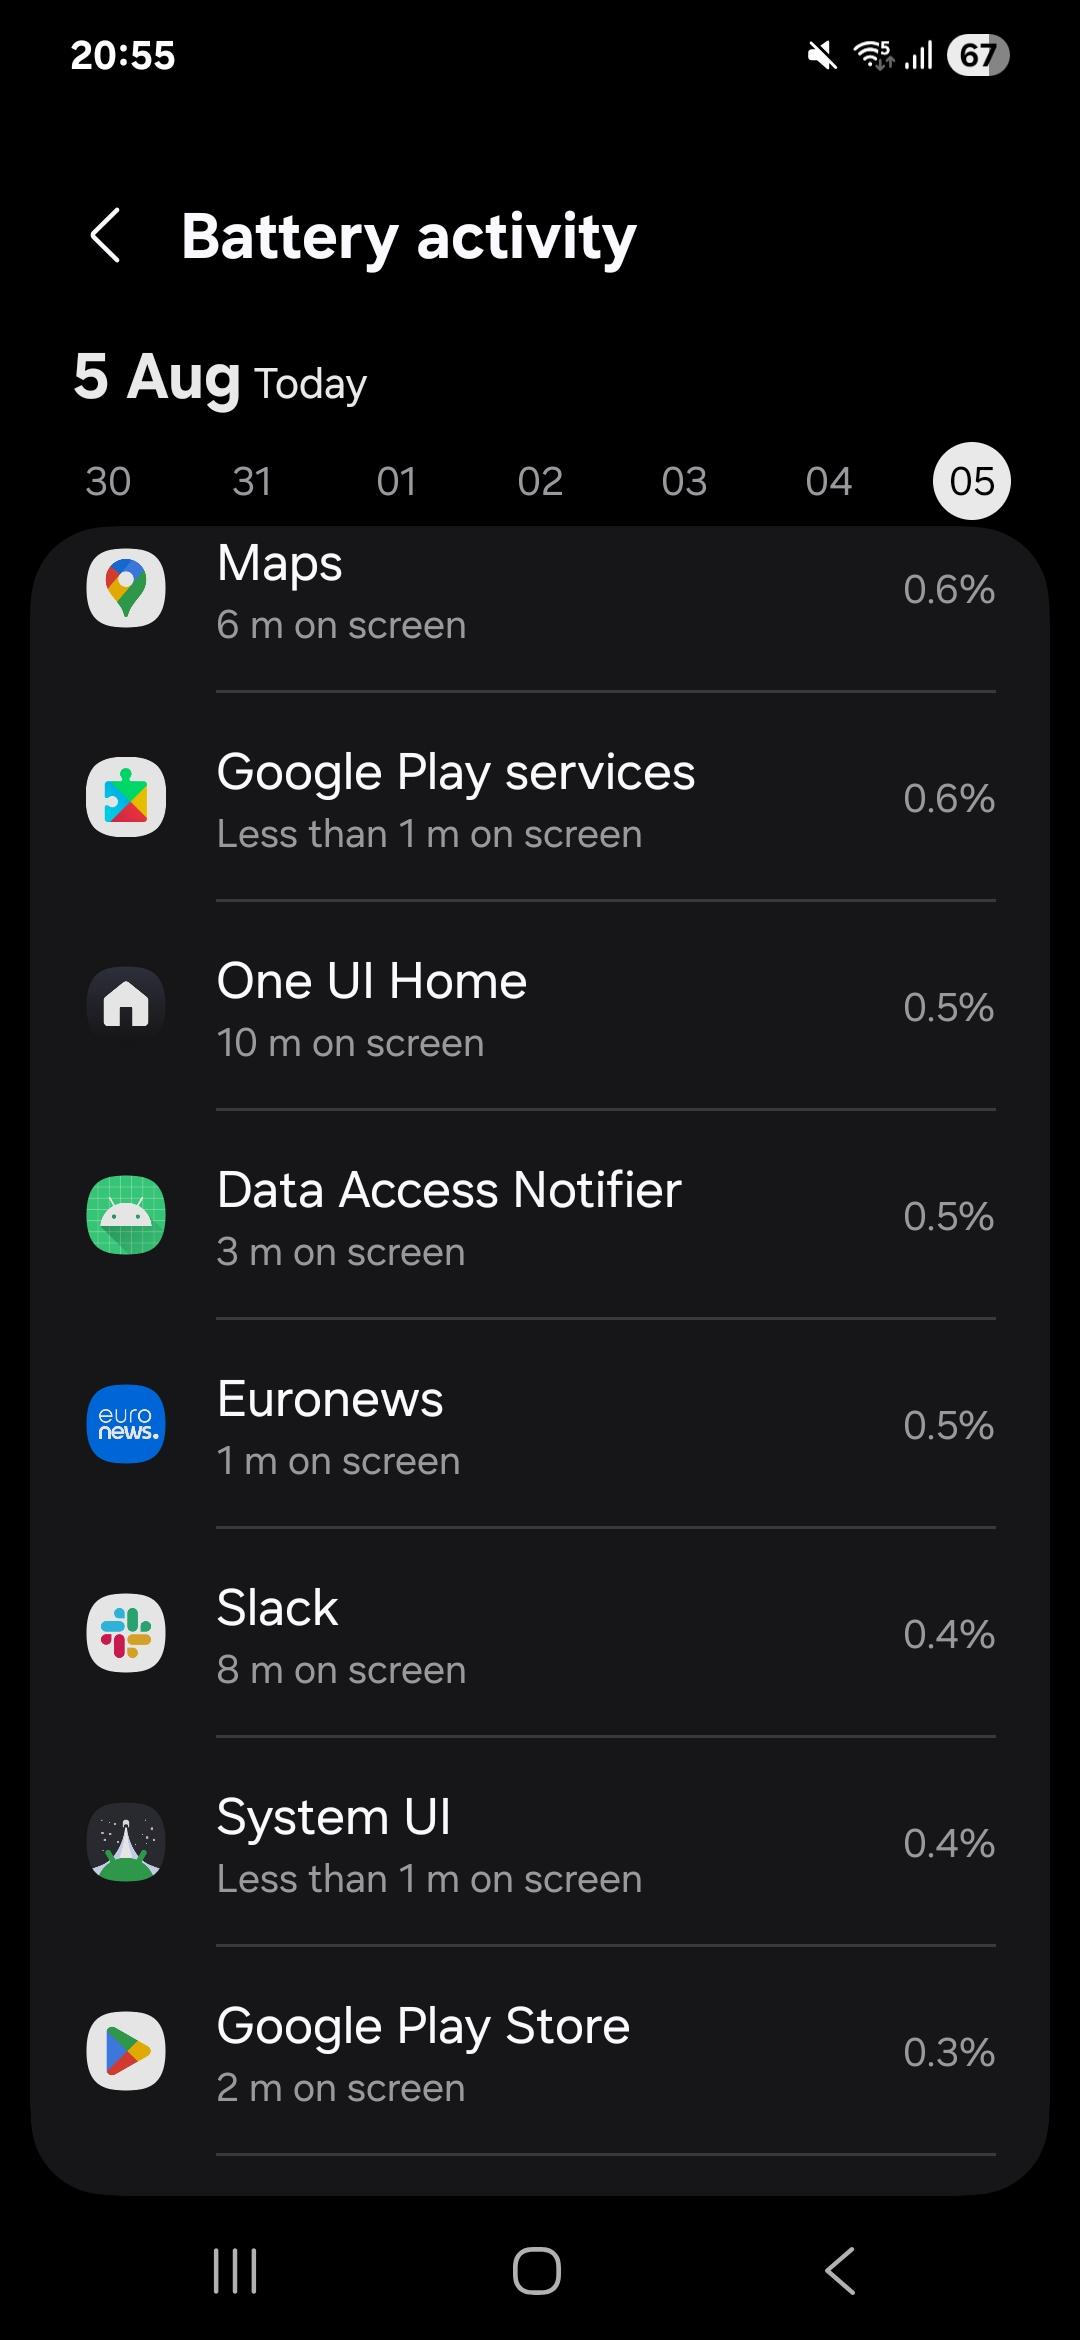 20:55
5
67
Battery activity
5 Aug Today
30 31 01 02 03 04 05
Maps
6 m on screen
0.6%
Google Play services
Less than 1 m on screen
0.6%
One UI Home
10 m on screen
0.5%
Data Access Notifier
3 m on screen
0.5%
euro
news.
Euronews
1 m on screen
0.5%
Slack
8 m on screen
0.4%
System UI
Less than 1 m on screen
0.4%
Google Play Store
2 m on screen
0.3%